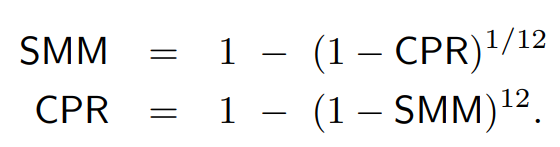 SMM = 1 − (1 − CPR)^{1/12}
CPR = 1 − (1 − SMM)^{12}.